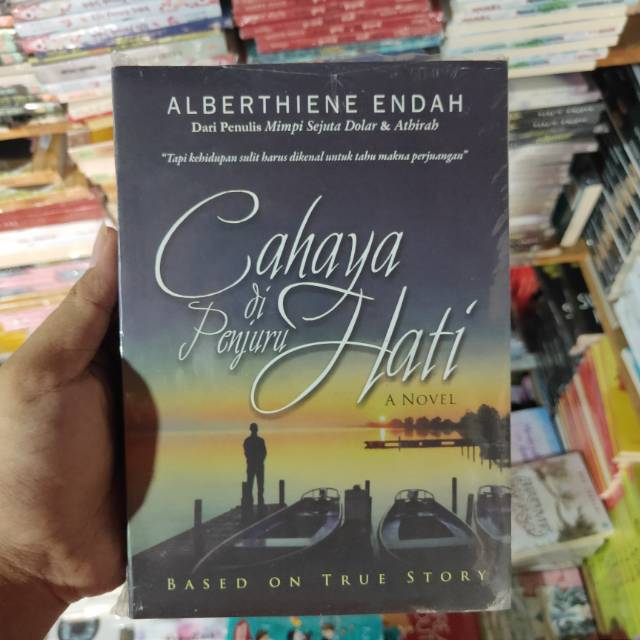 ALBERTHIENE ENDAH
Dari Penulis Mimpi Sejuta Dolar & Athirah
"Tapi kehidupan sulit harus dikenal untuk tahu makna perjuangan"
Cahaya
di
Penjuru
Hati
A NOVEL
BASED ON TRUE STORY